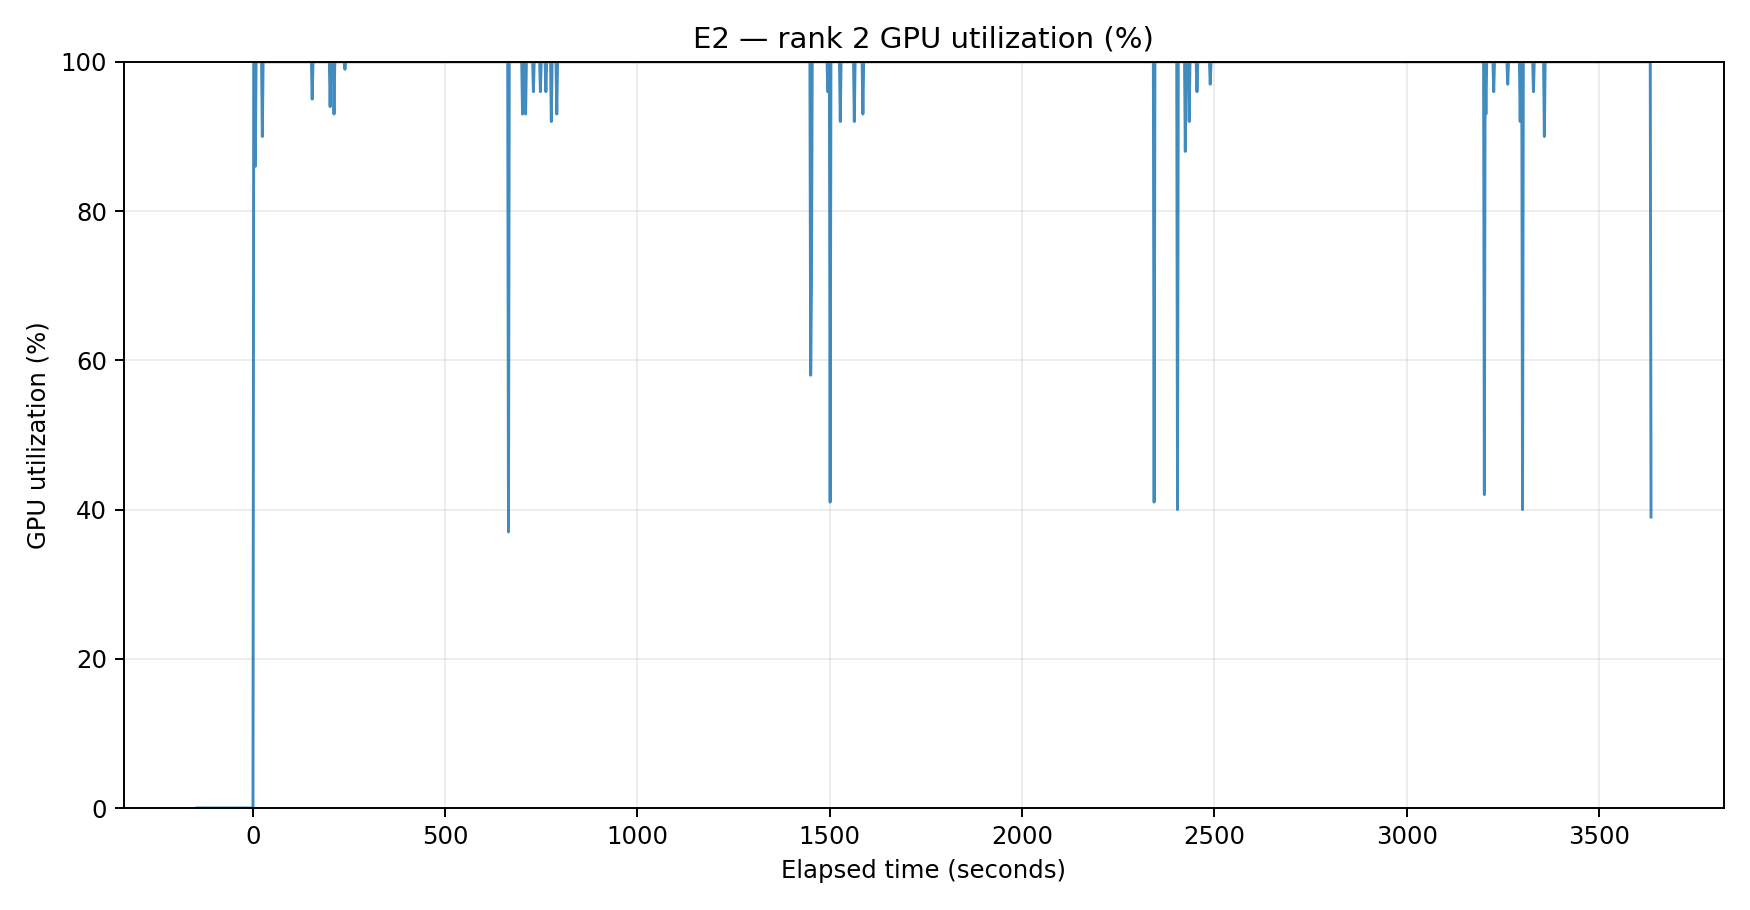 E2 — rank 2 GPU utilization (%)
100
80
60
40
20
0
GPU utilization (%)
0 500 1000 1500 2000 2500 3000 3500
Elapsed time (seconds)